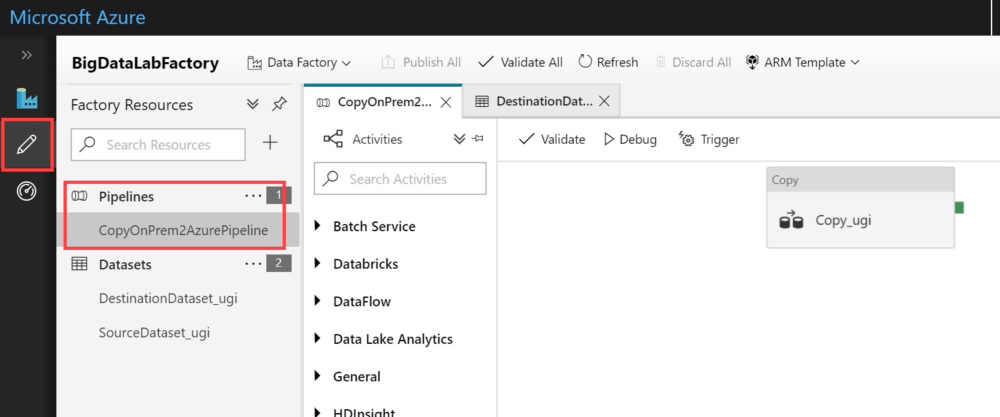 Microsoft Azure
BigDataLabFactory
Data Factory
Publish All
Validate All
Refresh
Discard All
ARM Template
Factory Resources
Search Resources
Pipelines
1
CopyOnPrem2AzurePipeline
Datasets
2
DestinationDataset_ugi
SourceDataset_ugi
CopyOnPrem2...
DestinationDat...
Activities
Search Activities
Batch Service
Databricks
DataFlow
Data Lake Analytics
General
HDInsight
Validate
Debug
Trigger
Copy
Copy_ugi